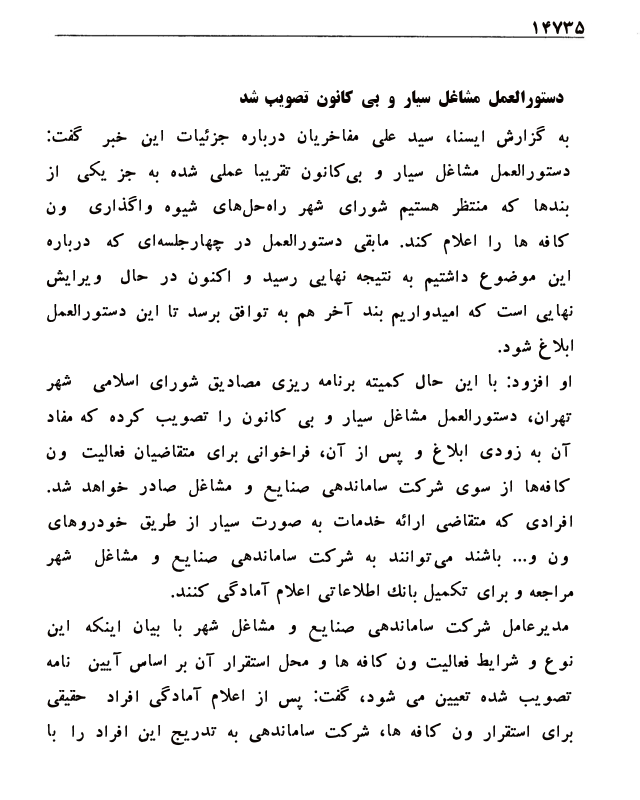 ۱۴۷۳۵
دستورالعمل مشاغل سیار و بی کانون تصویب شد
به گزارش ایسنا، سید علی مفاخریان درباره جزئیات این خبر گفت:
دستورالعمل مشاغل سیار و بی‌کانون تقریبا عملی شده به جز یکی از
بندها که منتظر هستیم شورای شهر راه‌حل‌های شیوه واگذاری ون
کافه ها را اعلام کند. مابقی دستورالعمل در چهارجلسه‌ای که درباره
این موضوع داشتیم به نتیجه نهایی رسید و اکنون در حال ویرایش
نهایی است که امیدواریم بند آخر هم به توافق برسد تا این دستورالعمل
ابلاغ شود.
او افزود: با این حال کمیته برنامه ریزی مصادیق شورای اسلامی شهر
تهران، دستورالعمل مشاغل سیار و بی کانون را تصویب کرده که مفاد
آن به زودی ابلاغ و پس از آن، فراخوانی برای متقاضیان فعالیت ون
کافه‌ها از سوی شرکت ساماندهی صنایع و مشاغل صادر خواهد شد.
افرادی که متقاضی ارائه خدمات به صورت سیار از طریق خودروهای
ون و... باشند می‌توانند به شرکت ساماندهی صنایع و مشاغل شهر
مراجعه و برای تکمیل بانك اطلاعاتی اعلام آمادگی کنند.
مدیرعامل شرکت ساماندهی صنایع و مشاغل شهر با بیان اینکه این
نوع و شرایط فعالیت ون کافه ها و محل استقرار آن بر اساس آیین نامه
تصویب شده تعیین می شود، گفت: پس از اعلام آمادگی افراد حقیقی
برای استقرار ون کافه ها، شرکت ساماندهی به تدریج این افراد را با